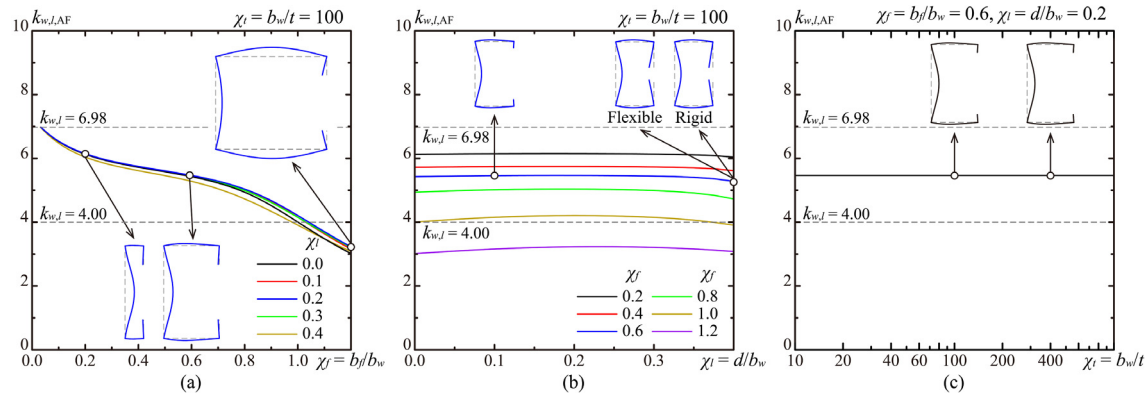 k_{w,l,AF}
χ_t = b_w/t = 100
10
8
k_{w,l} = 6.98
6
k_{w,l} = 4.00
4
2
0
χ_l
0.0
0.1
0.2
0.3
0.4
0.0 0.2 0.4 0.6 0.8 1.0 χ_f = b_f/b_w
(a)
k_{w,l,AF}
χ_t = b_w/t = 100
10
8
Flexible Rigid
k_{w,l} = 6.98
6
4
k_{w,l} = 4.00
2
0
χ_f χ_f
0.2 0.8
0.4 1.0
0.6 1.2
0.0 0.1 0.2 0.3 χ_l = d/b_w
(b)
k_{w,l,AF}
χ_f = b_f/b_w = 0.6, χ_l = d/b_w = 0.2
10
8
k_{w,l} = 6.98
6
k_{w,l} = 4.00
4
2
0
10 20 40 60 80 100 200 400 χ_t = b_w/t
(c)